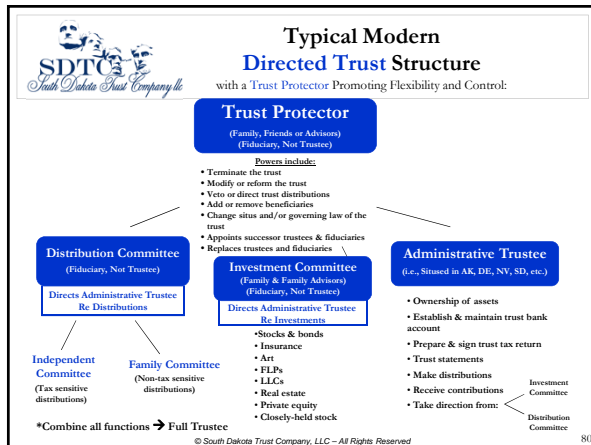 Typical Modern
Directed Trust Structure
with a Trust Protector Promoting Flexibility and Control:
SDTC
South Dakota Trust Company llc
Trust Protector
(Family, Friends or Advisors)
(Fiduciary, Not Trustee)
Powers include:
• Terminate the trust
• Modify or reform the trust
• Veto or direct trust distributions
• Add or remove beneficiaries
• Change situs and/or governing law of the
trust
• Appoints successor trustees & fiduciaries
• Replaces trustees and fiduciaries
Distribution Committee
(Fiduciary, Not Trustee)
Directs Administrative Trustee
Re Distributions
Independent
Committee
(Tax sensitive
distributions)
Family Committee
(Non-tax sensitive
distributions)
Investment Committee
(Family & Family Advisors)
(Fiduciary, Not Trustee)
Directs Administrative Trustee
Re Investments
•Stocks & bonds
•Insurance
•Art
•FLPs
•LLCs
•Real estate
•Private equity
•Closely-held stock
Administrative Trustee
(i.e., Sitused in AK, DE, NV, SD, etc.)
• Ownership of assets
• Establish & maintain trust bank
account
• Prepare & sign trust tax return
• Trust statements
• Make distributions
• Receive contributions
• Take direction from:
Investment
Committee
Distribution
Committee
*Combine all functions ➔ Full Trustee
© South Dakota Trust Company, LLC – All Rights Reserved
80